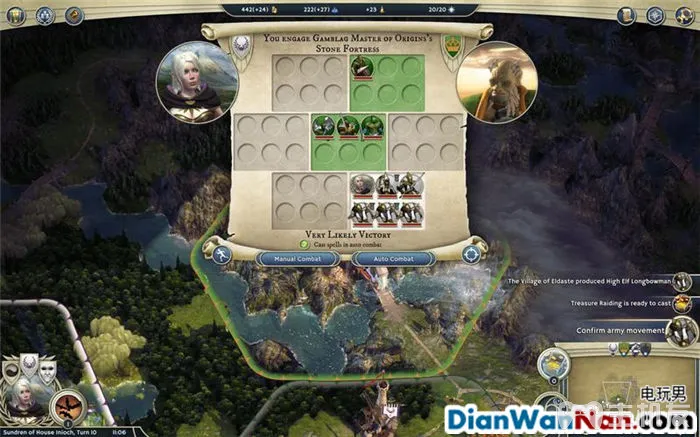 442(+24)
222(+27)
+23
20/20
You engage Gamblag Master of Origins's
Stone Fortress
Very Likely Victory
Cast spells in auto combat
Manual Combat
Auto Combat
The Village of Eldaste produced High Elf Longbowman
Treasure Raiding is ready to cast
Confirm army movement
Sundren of House Inioch, Turn 10
11:06
电玩男
DianWanNan.com